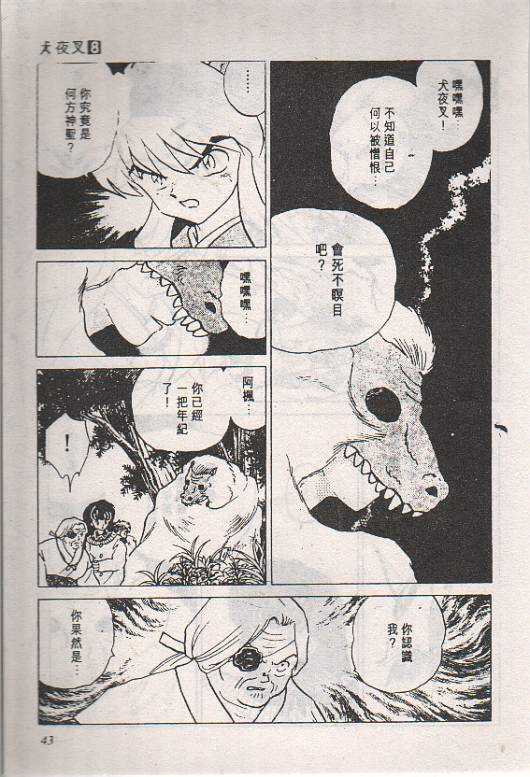 犬夜叉8
嘿嘿嘿…
犬夜叉！
不知道自己
何以被憎恨…
會死不瞑目
吧？
……
你究竟是
何方神聖？
嘿嘿嘿…
阿楓…
你已經
一把年紀
了！
！
你認識
我？
你果然是…
43